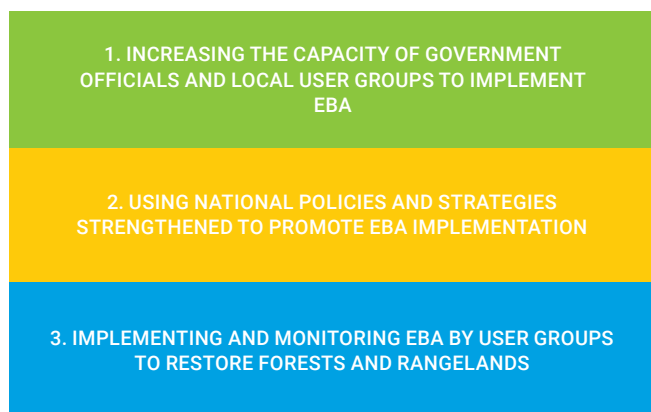 1. INCREASING THE CAPACITY OF GOVERNMENT
OFFICIALS AND LOCAL USER GROUPS TO IMPLEMENT
EBA
2. USING NATIONAL POLICIES AND STRATEGIES
STRENGTHENED TO PROMOTE EBA IMPLEMENTATION
3. IMPLEMENTING AND MONITORING EBA BY USER GROUPS
TO RESTORE FORESTS AND RANGELANDS